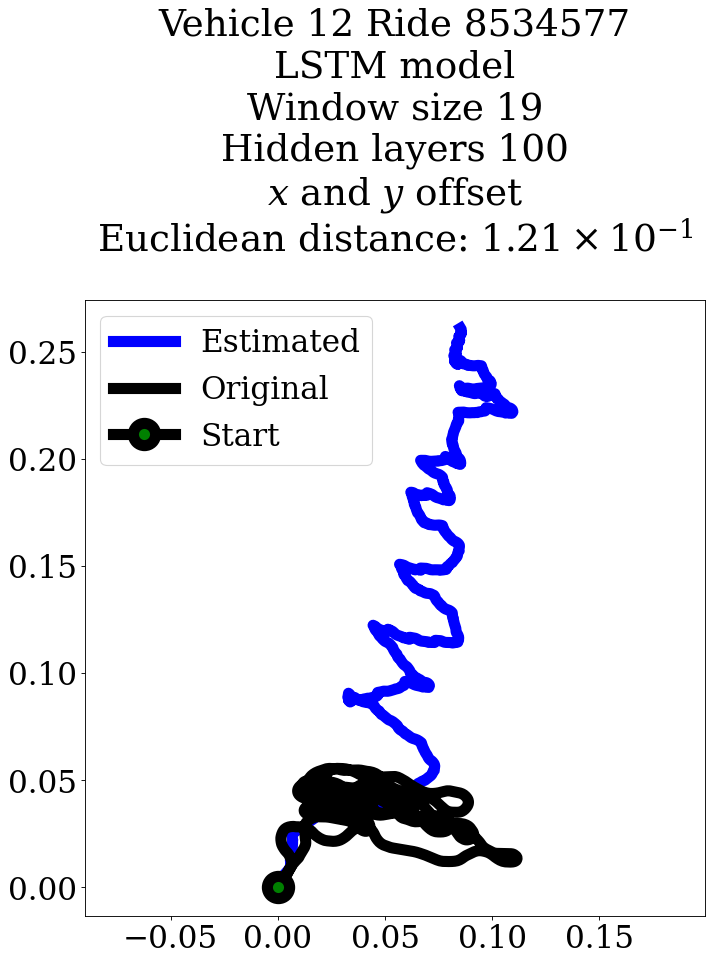 Vehicle 12 Ride 8534577
LSTM model
Window size 19
Hidden layers 100
x and y offset
Euclidean distance: 1.21 × 10⁻¹
Estimated
Original
Start
0.25
0.20
0.15
0.10
0.05
0.00
−0.05 0.00 0.05 0.10 0.15